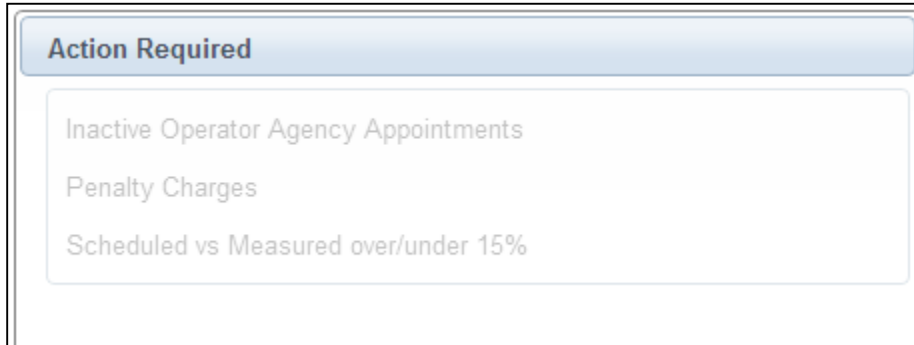 Action Required
Inactive Operator Agency Appointments
Penalty Charges
Scheduled vs Measured over/under 15%